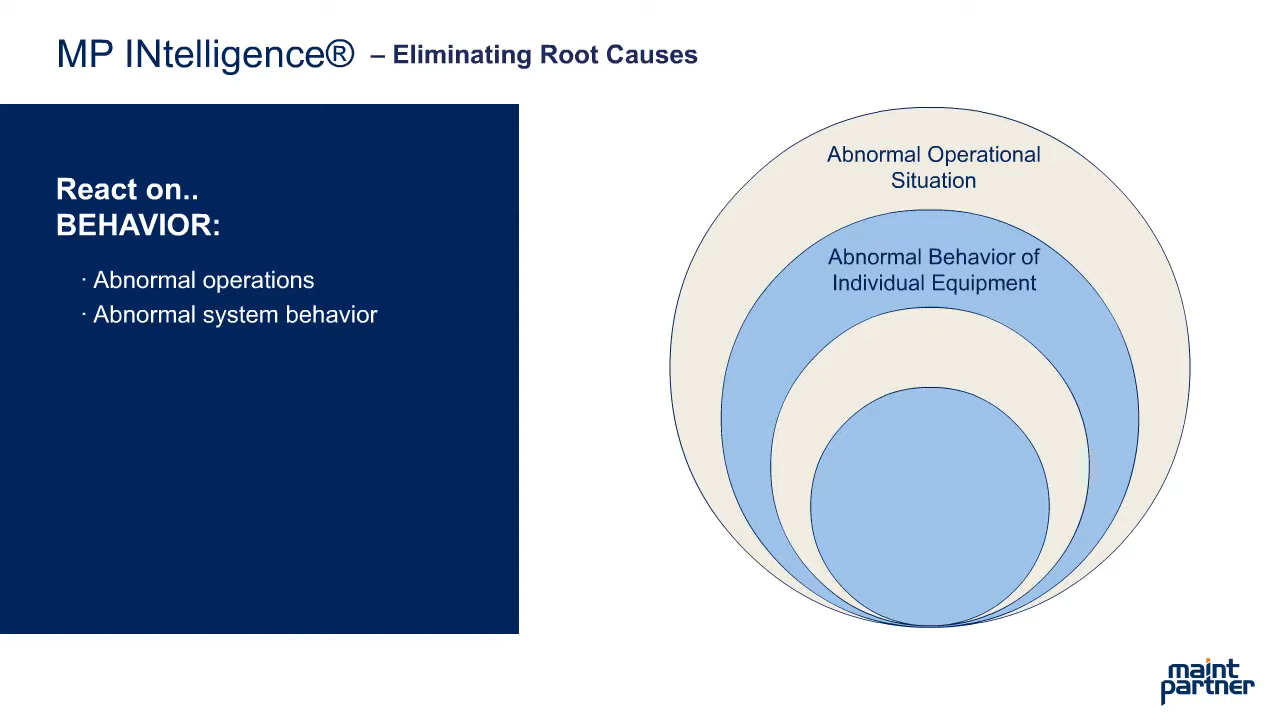 MP INtelligence® – Eliminating Root Causes
React on..
BEHAVIOR:
· Abnormal operations
· Abnormal system behavior
Abnormal Operational
Situation
Abnormal Behavior of
Individual Equipment
maint
partner